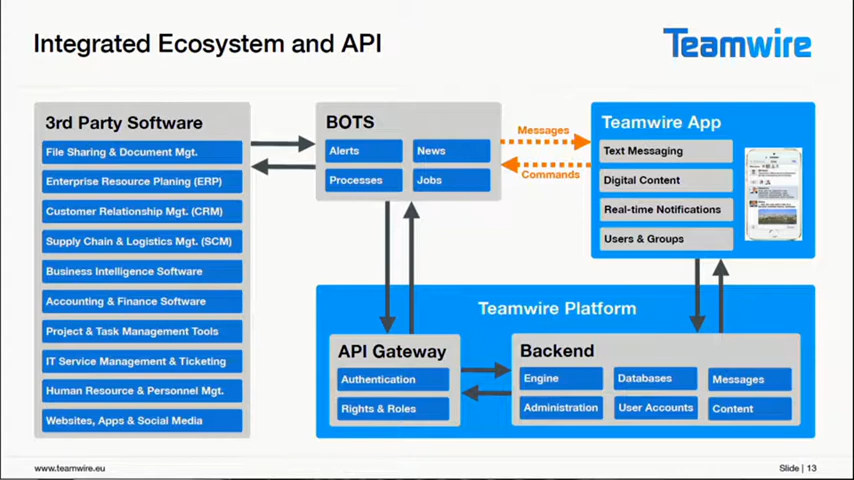 Integrated Ecosystem and API
Teamwire
3rd Party Software
File Sharing & Document Mgt.
Enterprise Resource Planing (ERP)
Customer Relationship Mgt. (CRM)
Supply Chain & Logistics Mgt. (SCM)
Business Intelligence Software
Accounting & Finance Software
Project & Task Management Tools
IT Service Management & Ticketing
Human Resource & Personnel Mgt.
Websites, Apps & Social Media
BOTS
Alerts
News
Processes
Jobs
Messages
Commands
Teamwire App
Text Messaging
Digital Content
Real-time Notifications
Users & Groups
Teamwire Platform
API Gateway
Authentication
Rights & Roles
Backend
Engine
Databases
Messages
Administration
User Accounts
Content
www.teamwire.eu
Slide | 13